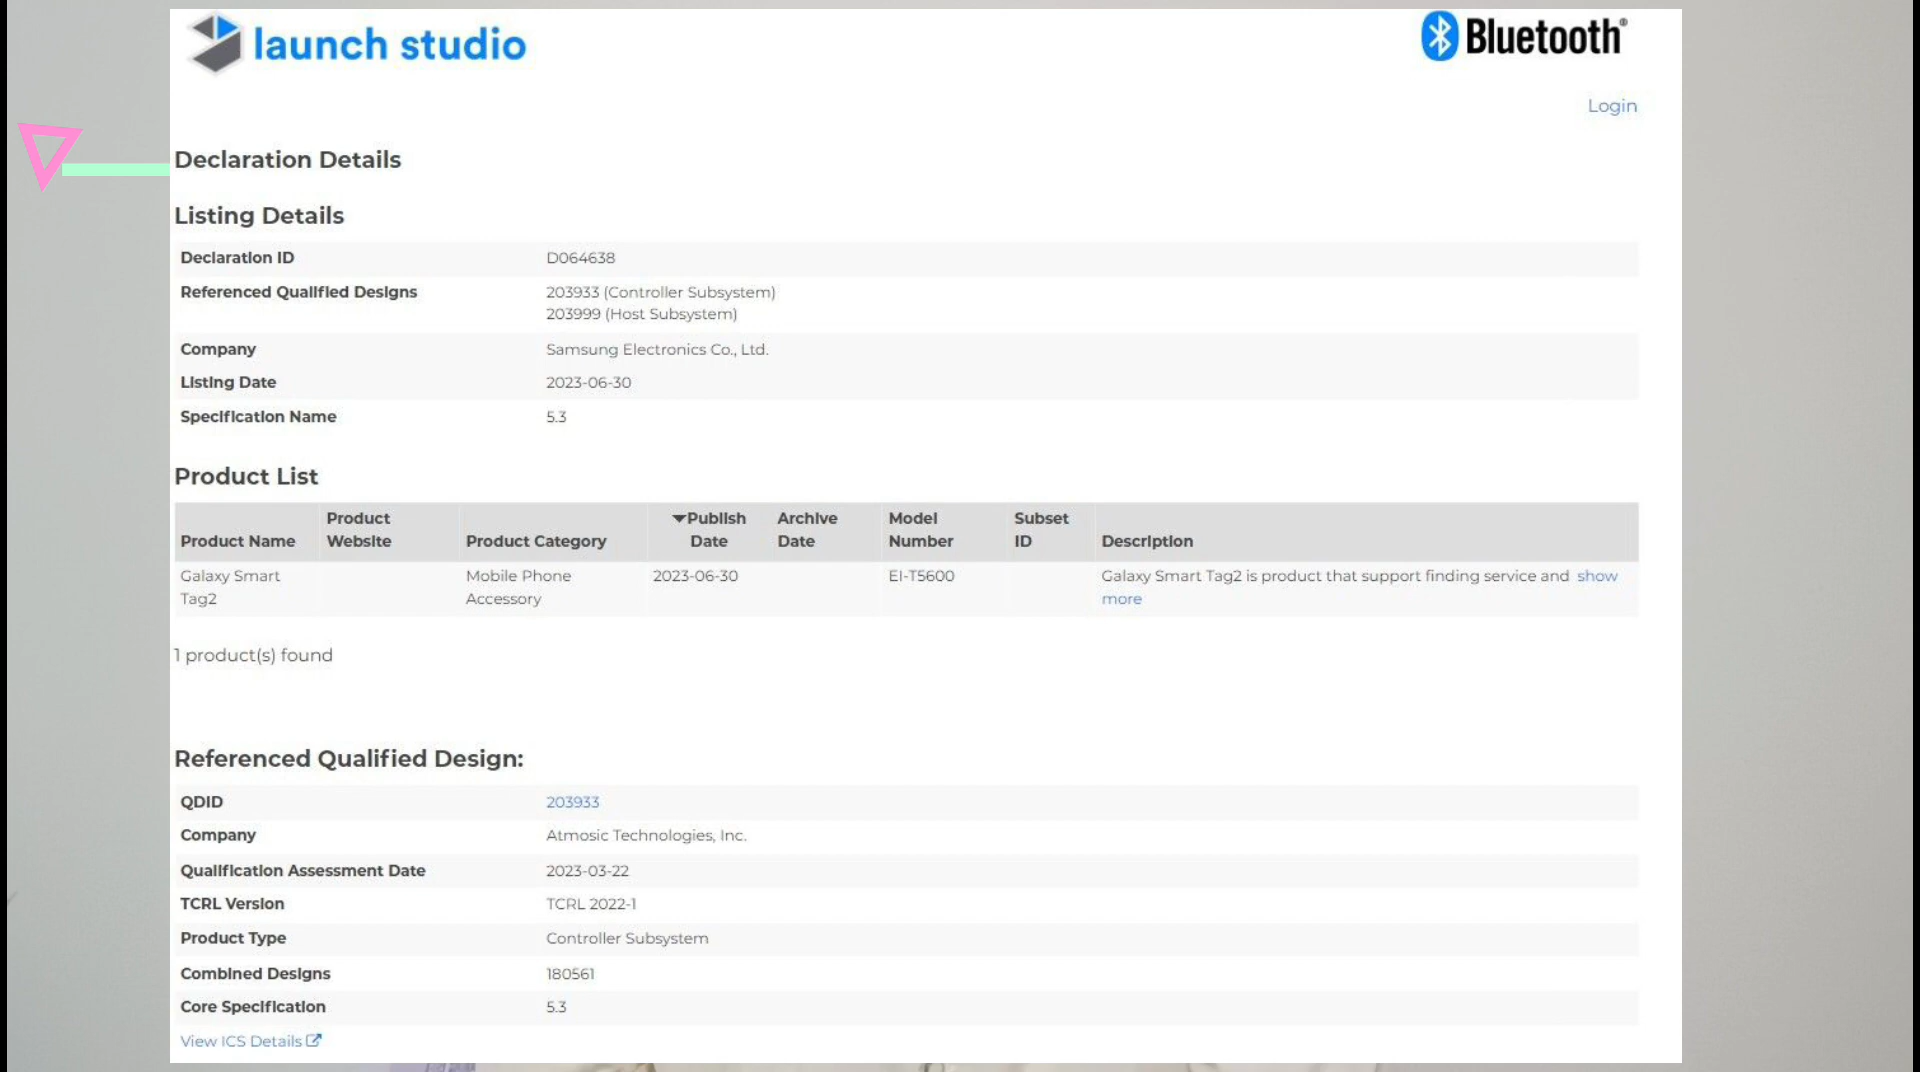 launch studio
Bluetooth®
Login
Declaration Details
Listing Details
Declaration ID D064638
Referenced Qualified Designs 203933 (Controller Subsystem)
203999 (Host Subsystem)
Company Samsung Electronics Co., Ltd.
Listing Date 2023-06-30
Specification Name 5.3
Product List
Product Name Product Website Product Category Publish Date Archive Date Model Number Subset ID Description
Galaxy Smart Mobile Phone 2023-06-30 EI-T5600 Galaxy Smart Tag2 is product that support finding service and show
Tag2 Accessory more
1 product(s) found
Referenced Qualified Design:
QDID 203933
Company Atmosic Technologies, Inc.
Qualification Assessment Date 2023-03-22
TCRL Version TCRL 2022-1
Product Type Controller Subsystem
Combined Designs 180561
Core Specification 5.3
View ICS Details